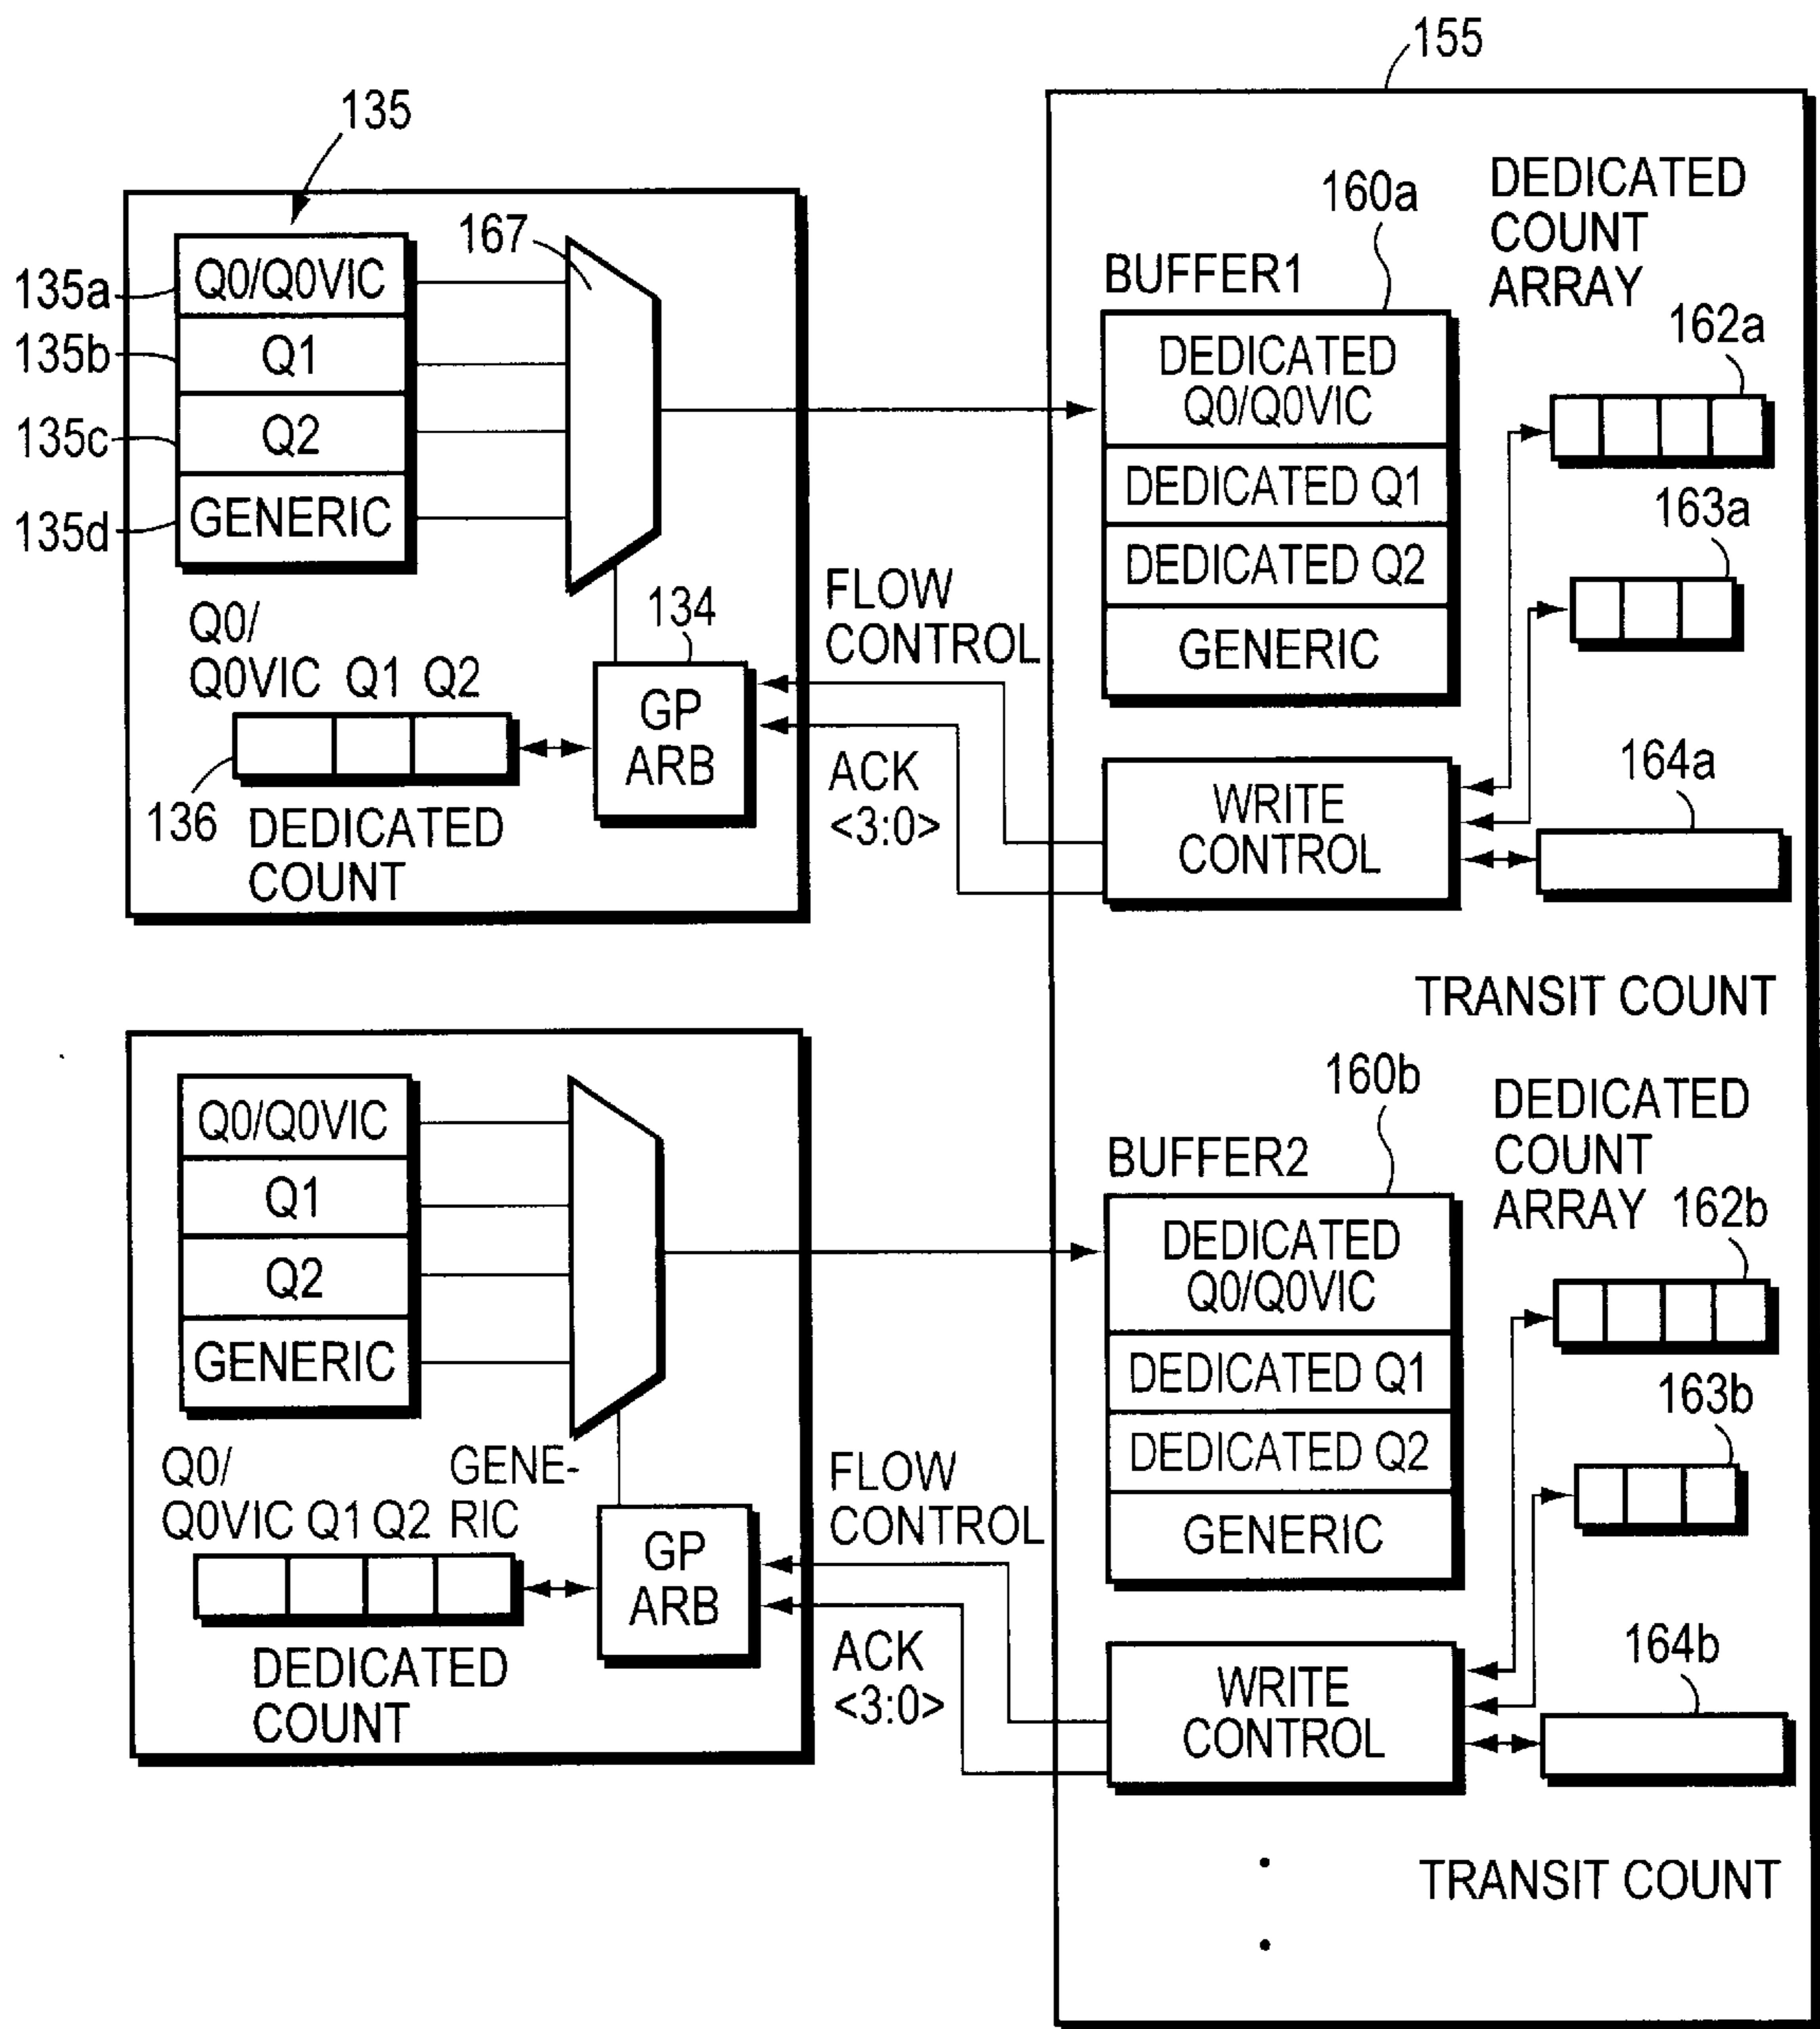 155
135
160a
DEDICATED
COUNT
ARRAY
167
135a
Q0/Q0VIC
BUFFER1
162a
135b
Q1
DEDICATED
Q0/Q0VIC
135c
Q2
DEDICATED Q1
163a
135d
GENERIC
DEDICATED Q2
Q0/
Q0VIC Q1 Q2
134
FLOW
CONTROL
GENERIC
GP
ARB
164a
136
DEDICATED
COUNT
ACK
<3:0>
WRITE
CONTROL
TRANSIT COUNT
160b
DEDICATED
COUNT
ARRAY
Q0/Q0VIC
BUFFER2
162b
Q1
DEDICATED
Q0/Q0VIC
Q2
DEDICATED Q1
GENERIC
163b
DEDICATED Q2
Q0/ GENE-
Q0VIC Q1 Q2 RIC
FLOW
CONTROL
GENERIC
GP
ARB
164b
DEDICATED
COUNT
ACK
<3:0>
WRITE
CONTROL
TRANSIT COUNT